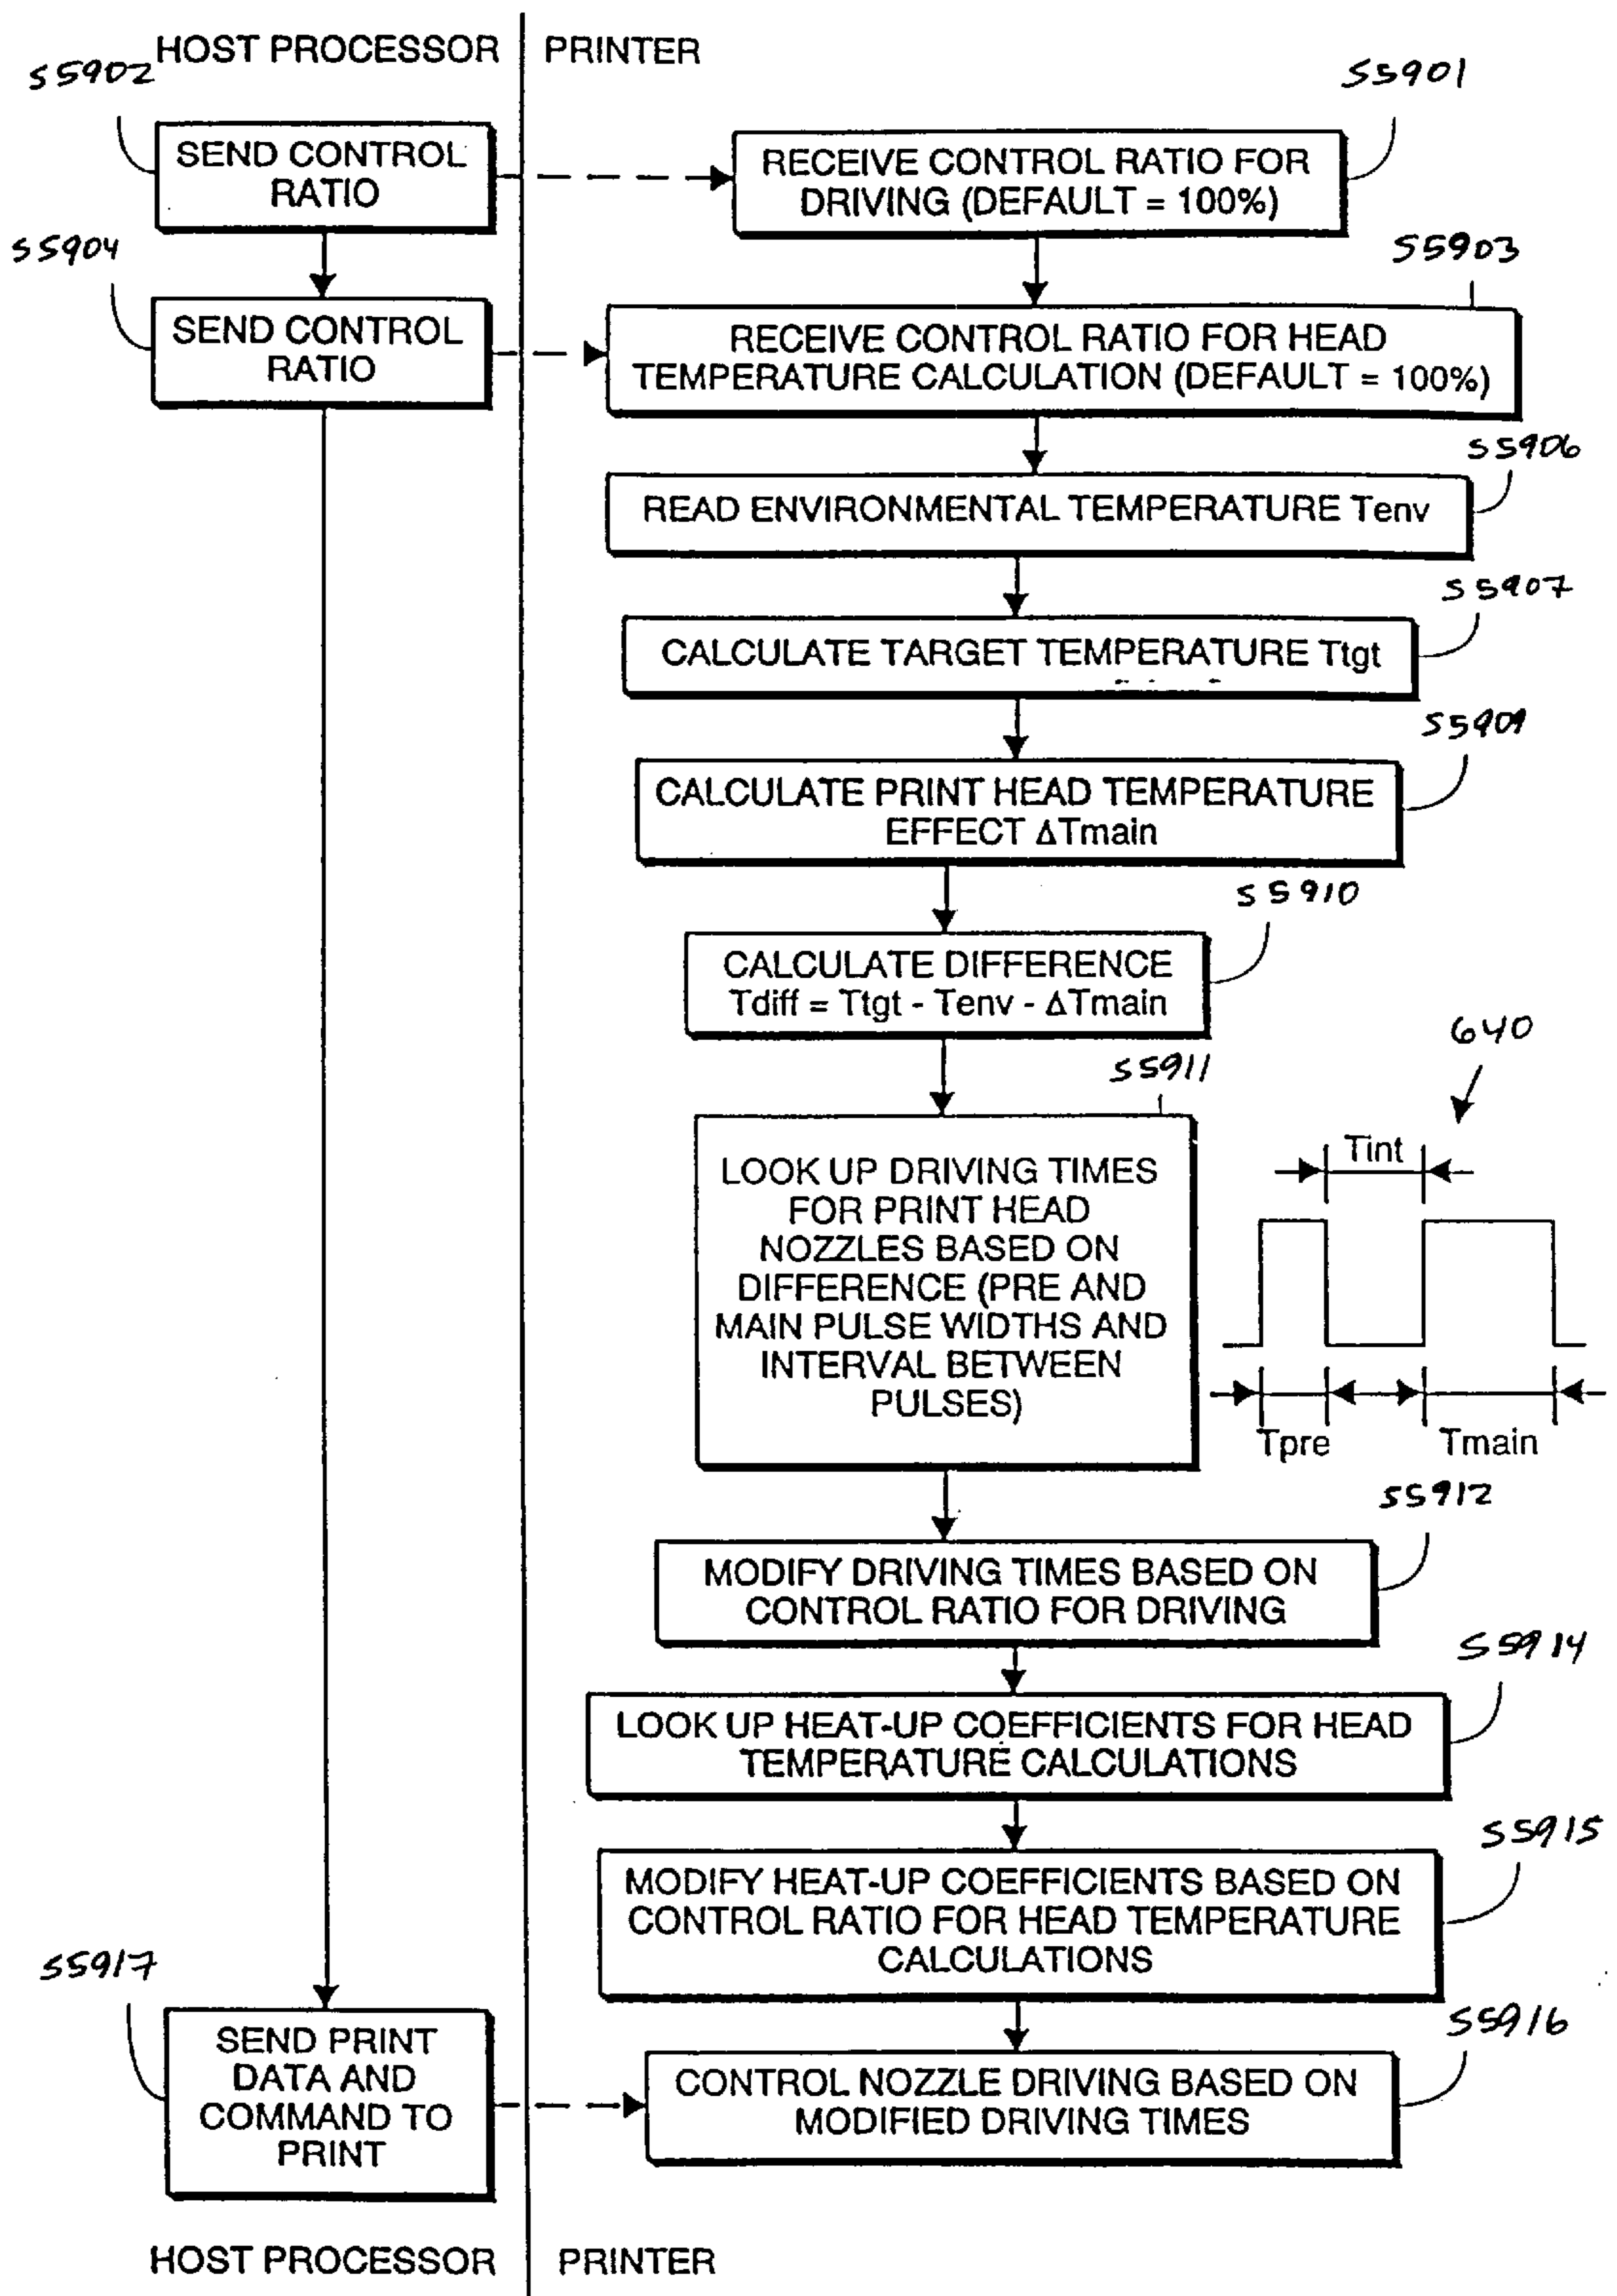 HOST PROCESSOR
PRINTER
S5902
S5901
SEND CONTROL
RATIO
RECEIVE CONTROL RATIO FOR
DRIVING (DEFAULT = 100%)
S5904
S5903
SEND CONTROL
RATIO
RECEIVE CONTROL RATIO FOR HEAD
TEMPERATURE CALCULATION (DEFAULT = 100%)
S5906
READ ENVIRONMENTAL TEMPERATURE Tenv
S5907
CALCULATE TARGET TEMPERATURE Ttgt
S5909
CALCULATE PRINT HEAD TEMPERATURE
EFFECT ΔTmain
S5910
CALCULATE DIFFERENCE
Tdiff = Ttgt - Tenv - ΔTmain
640
S5911
LOOK UP DRIVING TIMES
FOR PRINT HEAD
NOZZLES BASED ON
DIFFERENCE (PRE AND
MAIN PULSE WIDTHS AND
INTERVAL BETWEEN
PULSES)
Tint
Tpre
Tmain
S5912
MODIFY DRIVING TIMES BASED ON
CONTROL RATIO FOR DRIVING
S5914
LOOK UP HEAT-UP COEFFICIENTS FOR HEAD
TEMPERATURE CALCULATIONS
S5915
MODIFY HEAT-UP COEFFICIENTS BASED ON
CONTROL RATIO FOR HEAD TEMPERATURE
CALCULATIONS
S5917
S5916
SEND PRINT
DATA AND
COMMAND TO
PRINT
CONTROL NOZZLE DRIVING BASED ON
MODIFIED DRIVING TIMES
HOST PROCESSOR
PRINTER